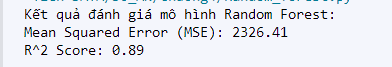 Kết quả đánh giá mô hình Random Forest:
Mean Squared Error (MSE): 2326.41
R^2 Score: 0.89